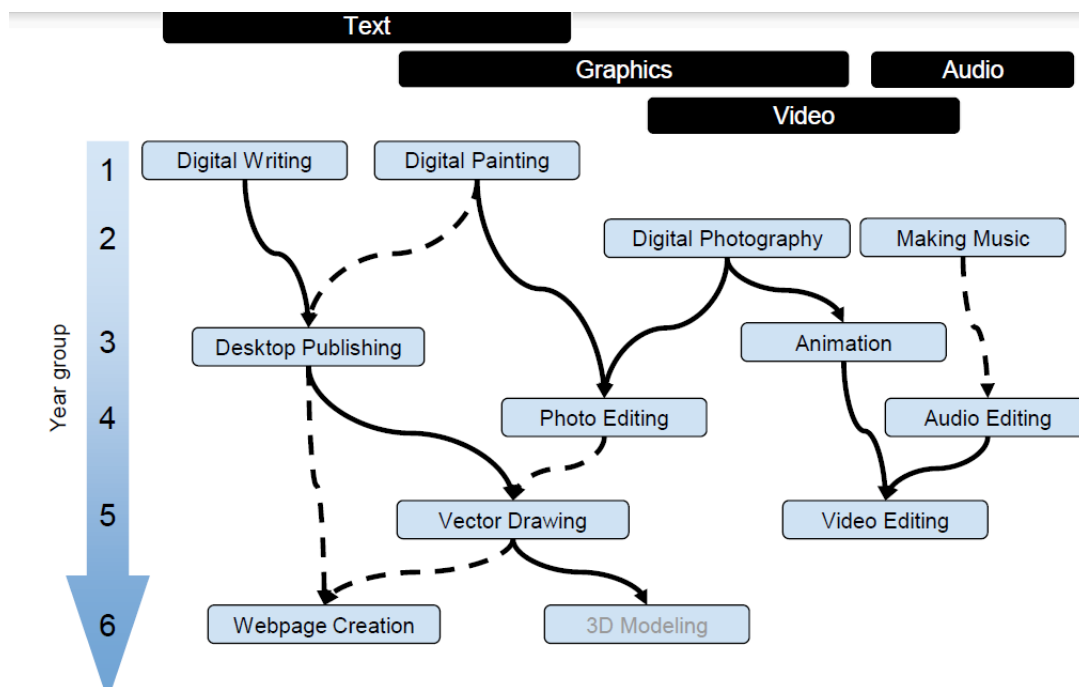 Text
Graphics
Audio
Video
Year group
1
Digital Writing
Digital Painting
2
Digital Photography
Making Music
3
Desktop Publishing
Animation
4
Photo Editing
Audio Editing
5
Vector Drawing
Video Editing
6
Webpage Creation
3D Modeling